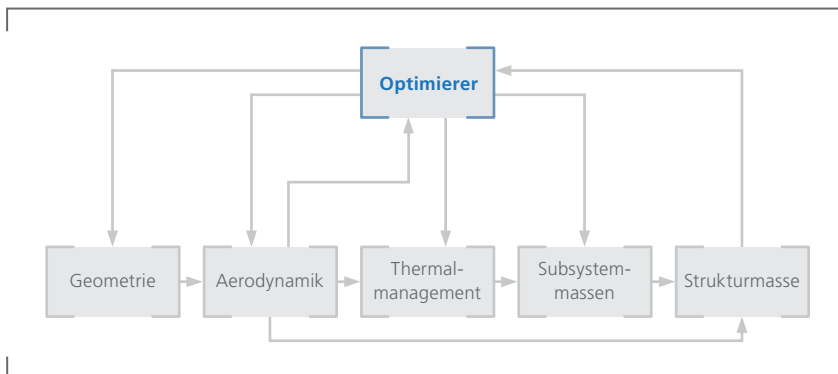 Optimierer
Geometrie
Aerodynamik
Thermal-
management
Subsystem-
massen
Strukturmasse